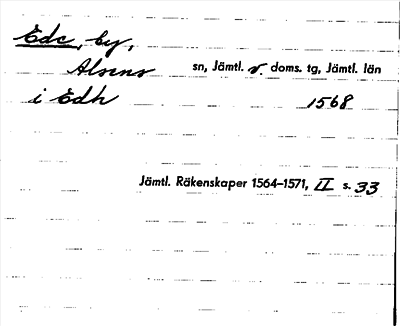 Ede, by,
Alsens sn, Jämtl. v. doms. tg, Jämtl. län
i Edh 1568
Jämtl. Räkenskaper 1564–1571, II s. 33